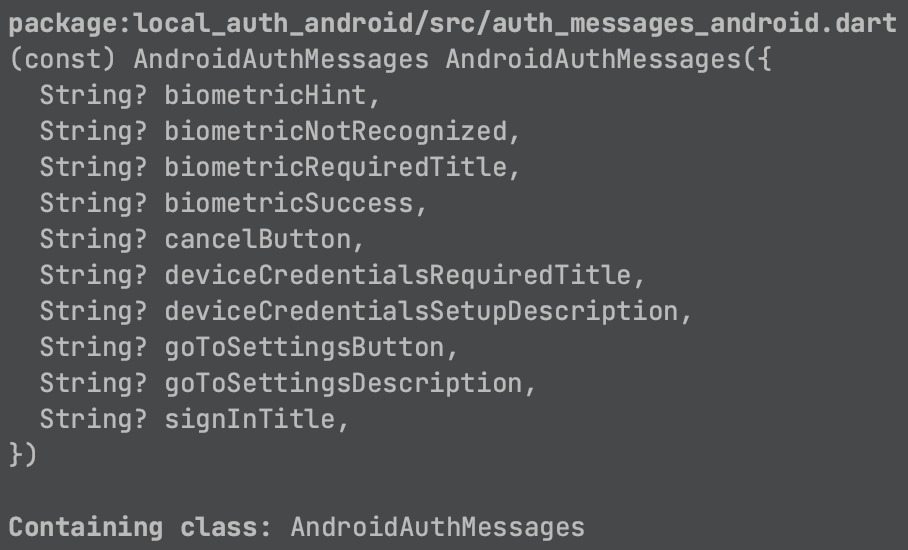 package:local_auth_android/src/auth_messages_android.dart
(const) AndroidAuthMessages AndroidAuthMessages({
  String? biometricHint,
  String? biometricNotRecognized,
  String? biometricRequiredTitle,
  String? biometricSuccess,
  String? cancelButton,
  String? deviceCredentialsRequiredTitle,
  String? deviceCredentialsSetupDescription,
  String? goToSettingsButton,
  String? goToSettingsDescription,
  String? signInTitle,
})
Containing class: AndroidAuthMessages